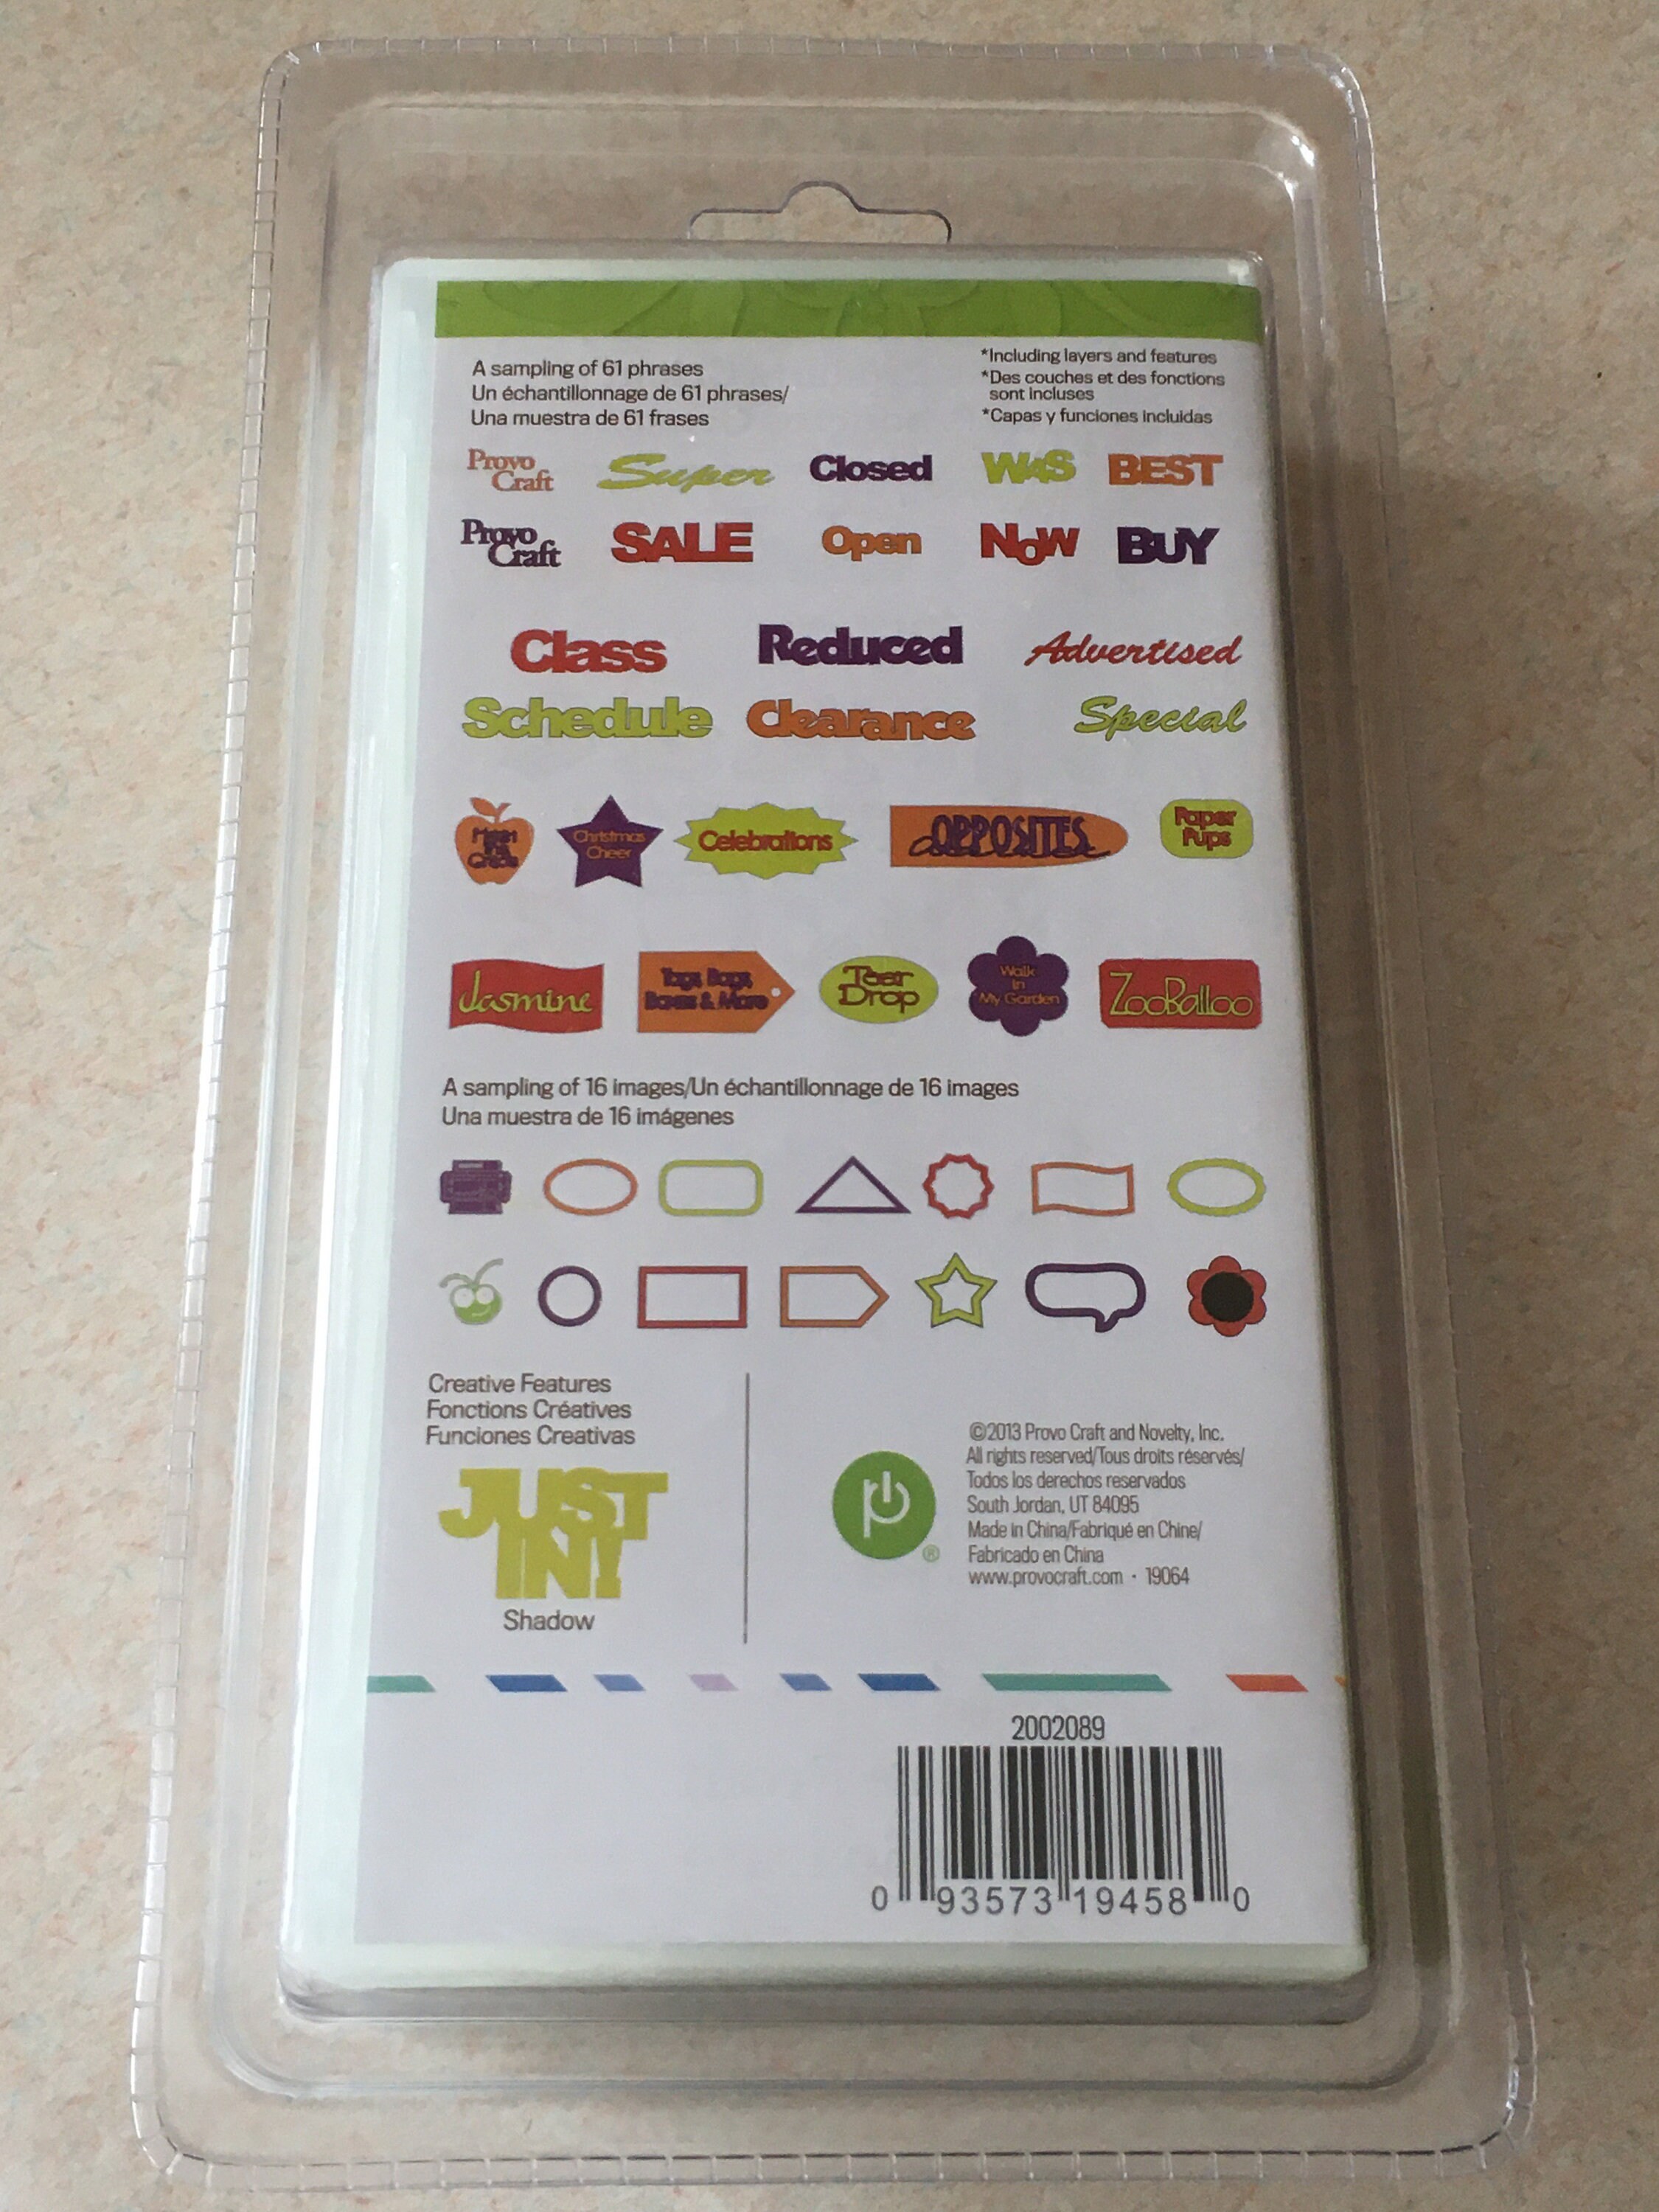 A sampling of 61 phrases
Un échantillonnage de 61 phrases/
Una muestra de 61 frases
*Including layers and features
*Des couches et des fonctions
sont incluses
*Capas y funciones incluidas
Provo
Craft
Super
Closed
WAS
BEST
Provo
Craft
SALE
Open
NoW
BUY
Class
Reduced
Advertised
Schedule
Clearance
Special
Christmas
Cheer
Celebrations
OPPOSITES
Paper
Pups
Jasmine
Tags, Bags,
Boxes & More
Tear
Drop
Walk
In
My Garden
ZooBalloo
A sampling of 16 images/Un échantillonnage de 16 images
Una muestra de 16 imágenes
Creative Features
Fonctions Créatives
Funciones Creativas
JUST
IN!
Shadow
®
©2013 Provo Craft and Novelty, Inc.
All rights reserved/Tous droits réservés/
Todos los derechos reservados
South Jordan, UT 84095
Made in China/Fabriqué en Chine/
Fabricado en China
www.provocraft.com · 19064
2002089
0 93573 19458 0